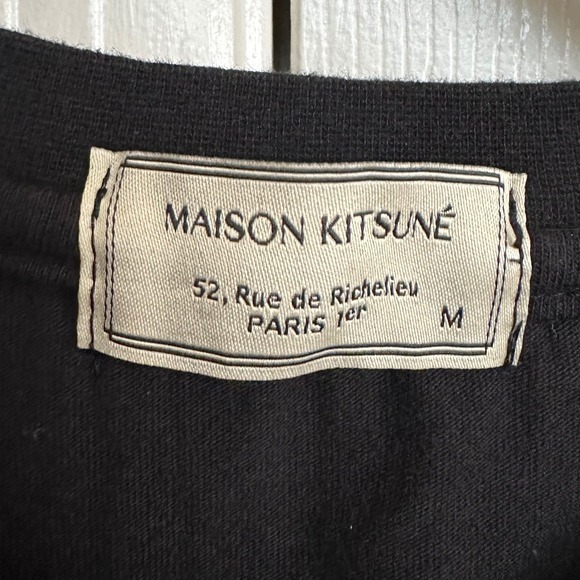 MAISON KITSUNÉ
52, Rue de Richelieu
PARIS 1er M